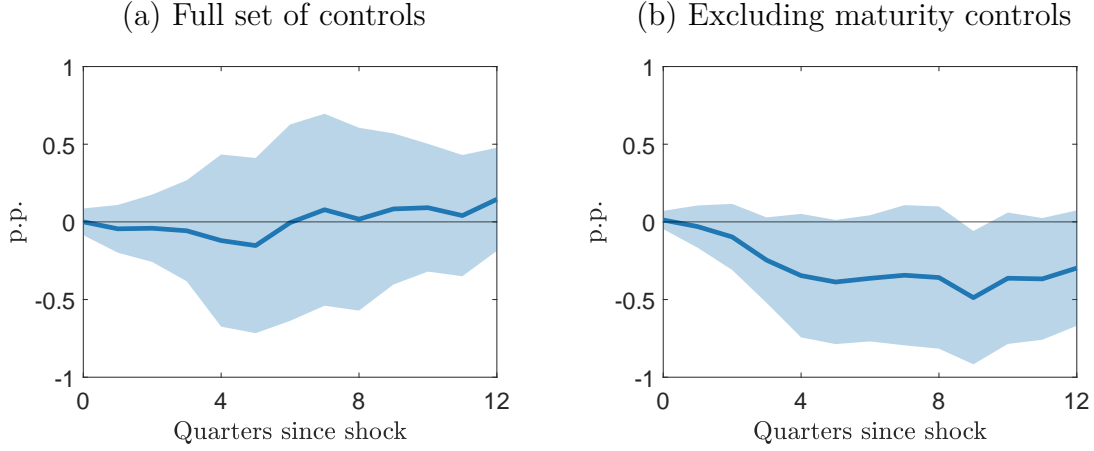 (a) Full set of controls
1
0.5
0
-0.5
-1
p.p.
0 4 8 12
Quarters since shock
(b) Excluding maturity controls
1
0.5
0
-0.5
-1
p.p.
0 4 8 12
Quarters since shock